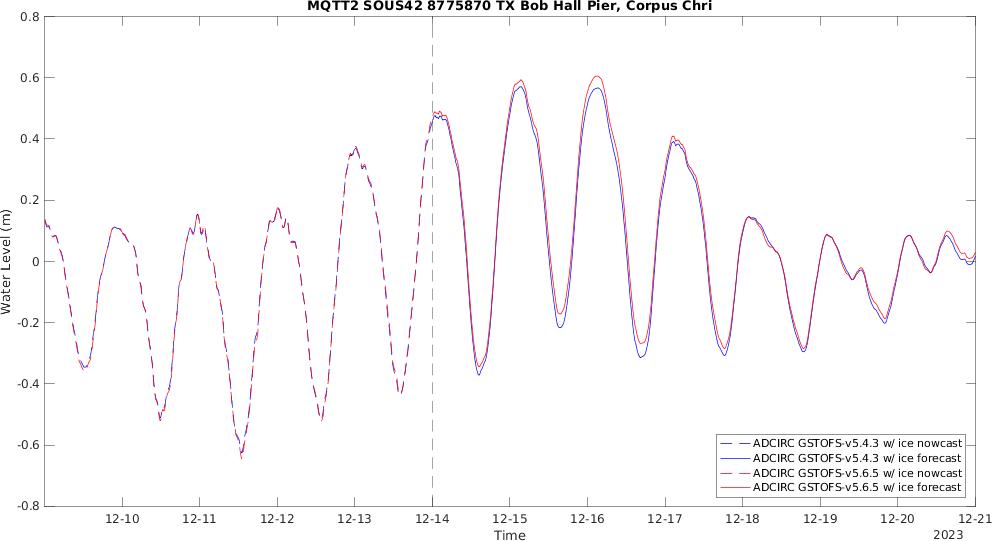 MQTT2 SOUS42 8775870 TX Bob Hall Pier, Corpus Chri
0.8
0.6
0.4
0.2
0
-0.2
-0.4
-0.6
-0.8
Water Level (m)
ADCIRC GSTOFS-v5.4.3 w/ ice nowcast
ADCIRC GSTOFS-v5.4.3 w/ ice forecast
ADCIRC GSTOFS-v5.6.5 w/ ice nowcast
ADCIRC GSTOFS-v5.6.5 w/ ice forecast
12-10 12-11 12-12 12-13 12-14 12-15 12-16 12-17 12-18 12-19 12-20 12-21
Time
2023